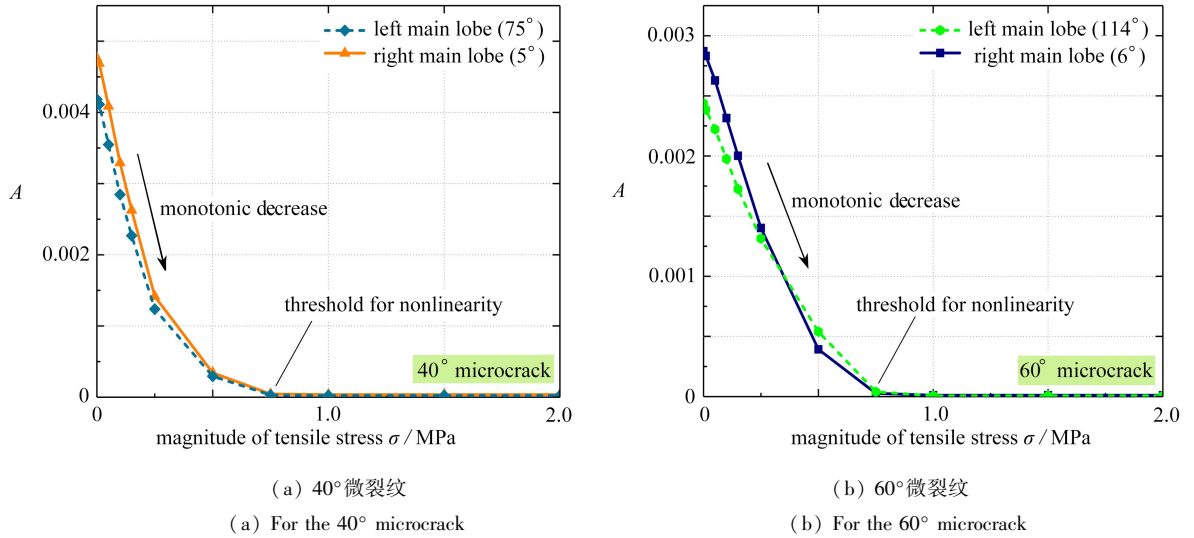 left main lobe (75°)
right main lobe (5°)
0.004
0.002
0
A
monotonic decrease
threshold for nonlinearity
40° microcrack
0
1.0
2.0
magnitude of tensile stress σ / MPa
(a) 40°微裂纹
(a) For the 40° microcrack
left main lobe (114°)
right main lobe (6°)
0.003
0.002
0.001
0
A
monotonic decrease
threshold for nonlinearity
60° microcrack
0
1.0
2.0
magnitude of tensile stress σ / MPa
(b) 60°微裂纹
(b) For the 60° microcrack